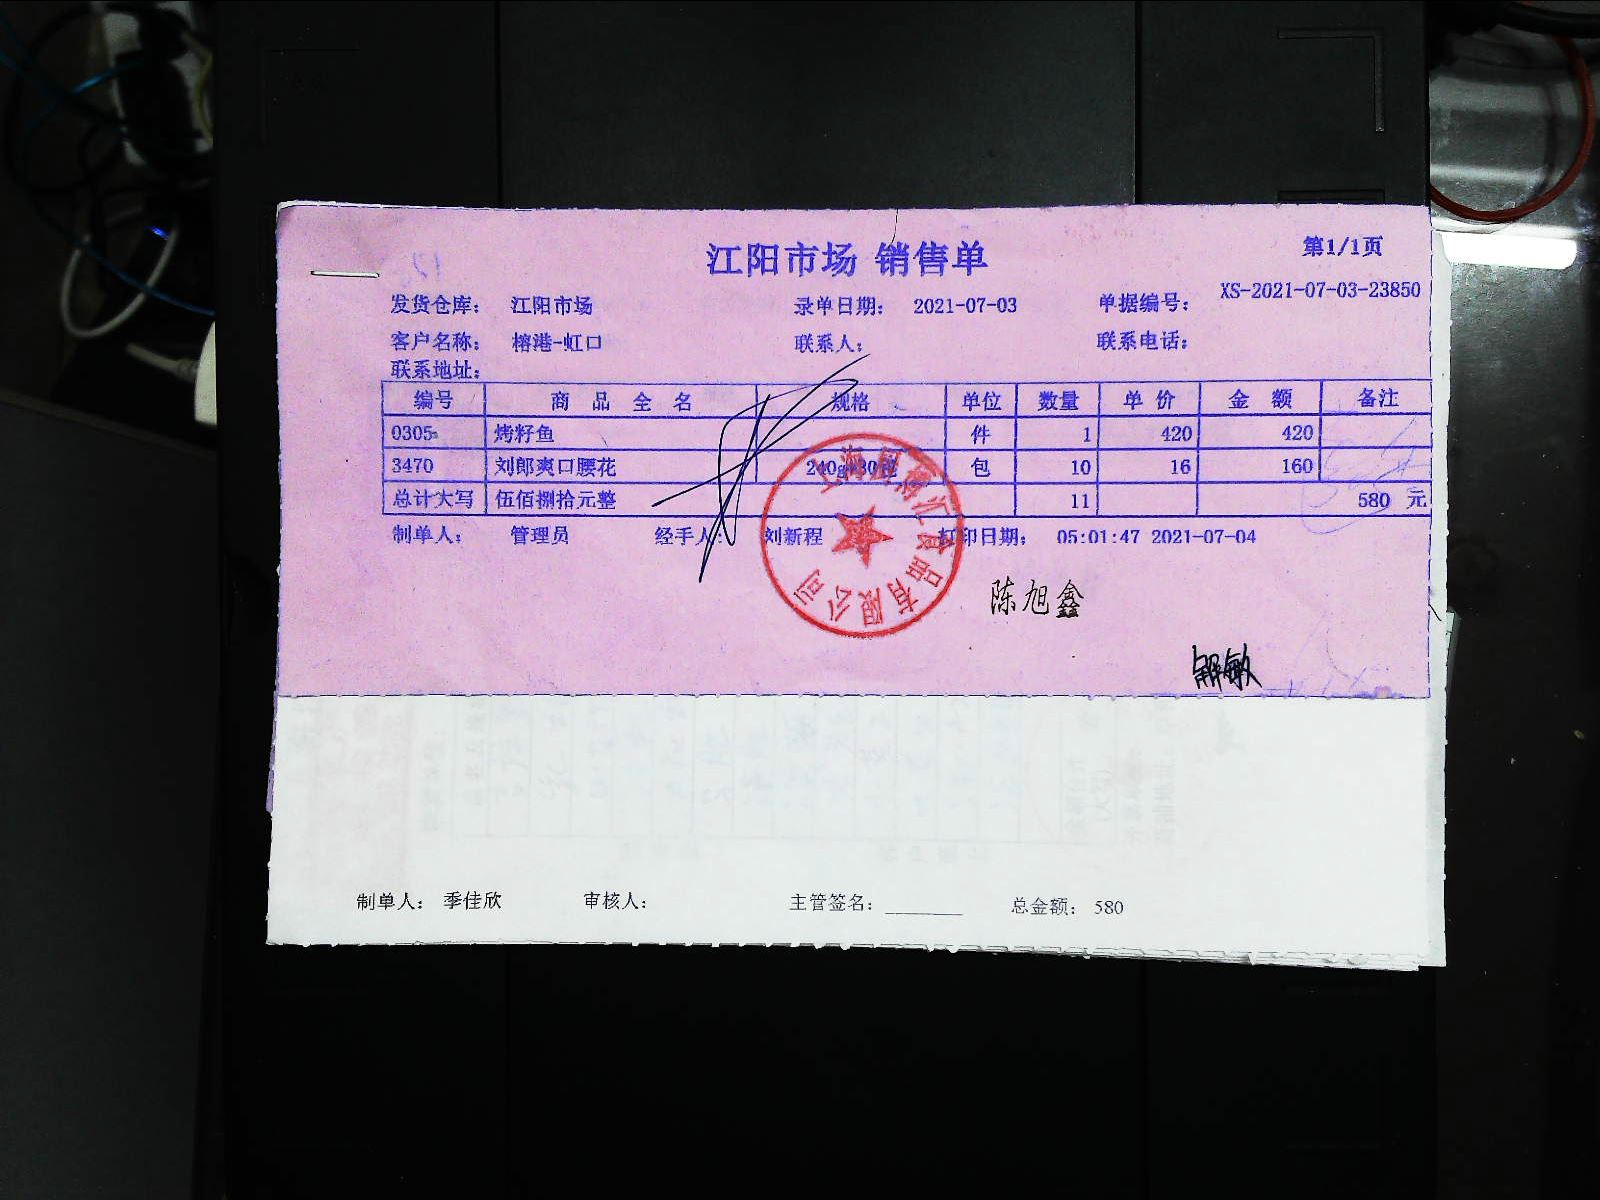 江阳市场 销售单
第1/1页
发货仓库： 江阳市场 录单日期： 2021-07-03 单据编号： XS-2021-07-03-23850
客户名称： 榕港-虹口 联系人： 联系电话：
联系地址：
编号 商品全名 规格 单位 数量 单价 金额 备注
0305 烤籽鱼 件 1 420 420
3470 刘郎爽口腰花 包 10 16 160
总计大写 伍佰捌拾元整 11 580 元
制单人： 管理员 经手人： 刘新程 打印日期： 05:01:47 2021-07-04
食品有限公司
陈旭鑫
制单人： 季佳欣 审核人： 主管签名：________ 总金额： 580